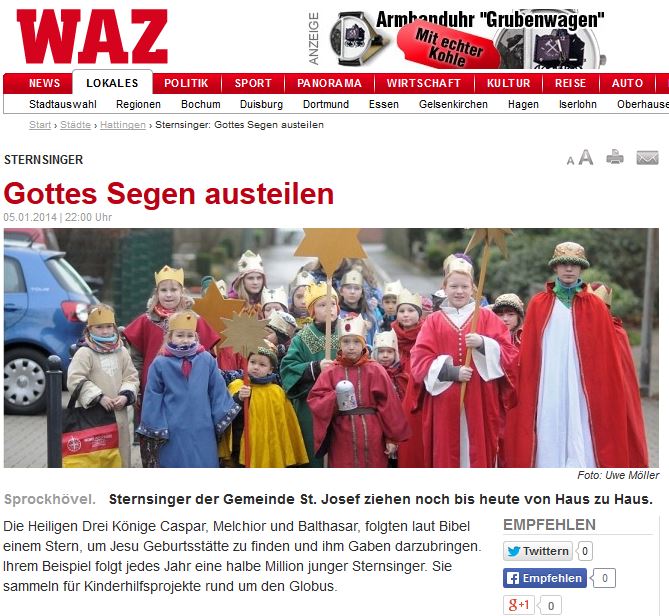 WAZ
ANZEIGE
Armbanduhr "Grubenwagen"
Mit echter
Kohle
NEWS LOKALES POLITIK SPORT PANORAMA WIRTSCHAFT KULTUR REISE AUTO
Stadtauswahl Regionen Bochum Duisburg Dortmund Essen Gelsenkirchen Hagen Iserlohn Oberhause
Start › Städte › Hattingen › Sternsinger: Gottes Segen austeilen
STERNSINGER
A A
Gottes Segen austeilen
05.01.2014 | 22:00 Uhr
Foto: Uwe Möller
Sprockhövel. Sternsinger der Gemeinde St. Josef ziehen noch bis heute von Haus zu Haus.
Die Heiligen Drei Könige Caspar, Melchior und Balthasar, folgten laut Bibel
einem Stern, um Jesu Geburtsstätte zu finden und ihm Gaben darzubringen.
Ihrem Beispiel folgt jedes Jahr eine halbe Million junger Sternsinger. Sie
sammeln für Kinderhilfsprojekte rund um den Globus.
EMPFEHLEN
Twittern 0
Empfehlen 0
g+1 0